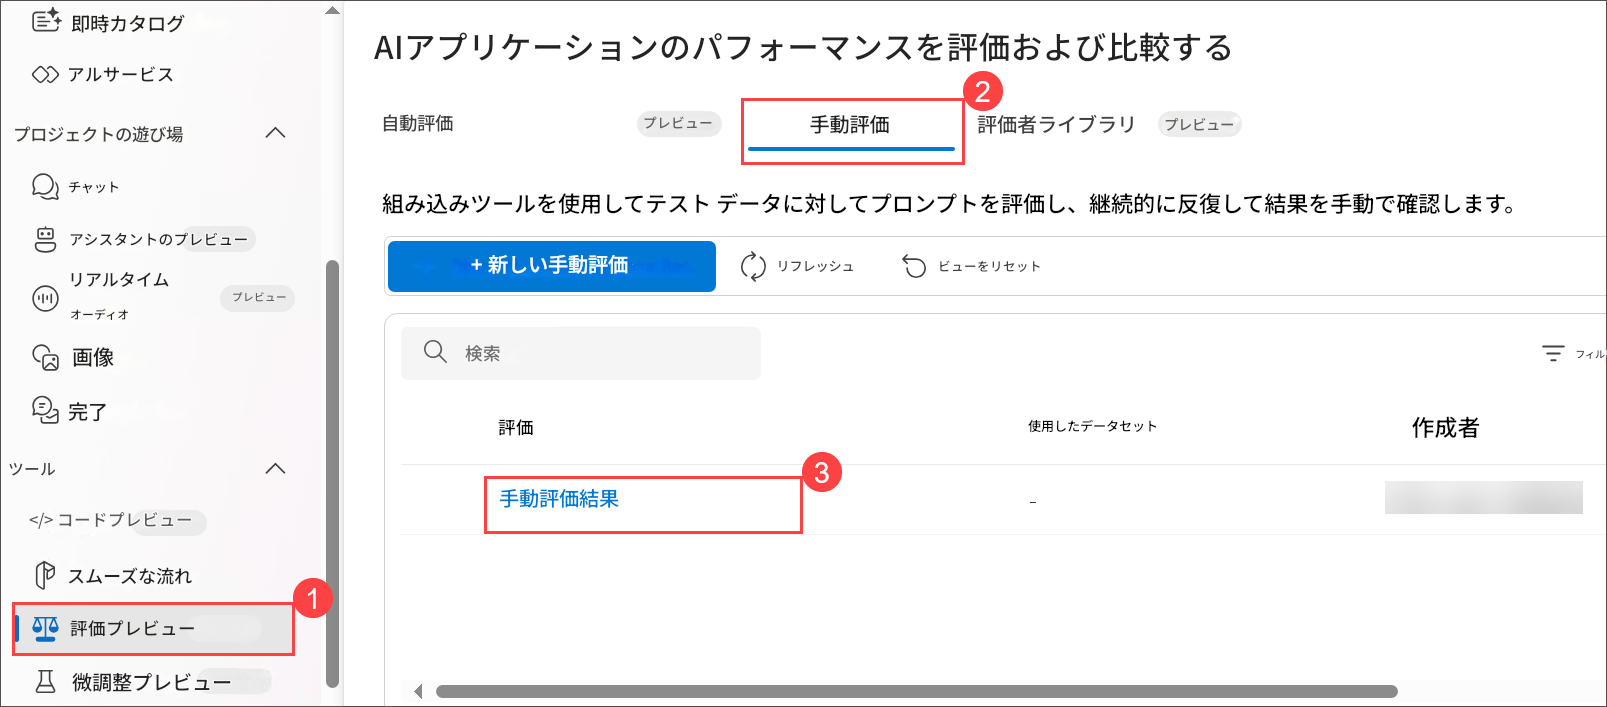 即時カタログ
アルサービス
プロジェクトの遊び場
チャット
アシスタントのプレビュー
リアルタイム
オーディオ
プレビュー
画像
完了
ツール
</> コードプレビュー
スムーズな流れ
1
評価プレビュー
微調整プレビュー
AIアプリケーションのパフォーマンスを評価および比較する
2
自動評価 プレビュー 手動評価 評価者ライブラリ プレビュー
組み込みツールを使用してテスト データに対してプロンプトを評価し、継続的に反復して結果を手動で確認します。
+ 新しい手動評価 リフレッシュ ビューをリセット
検索 フィル
評価 使用したデータセット 作成者
3
手動評価結果 –